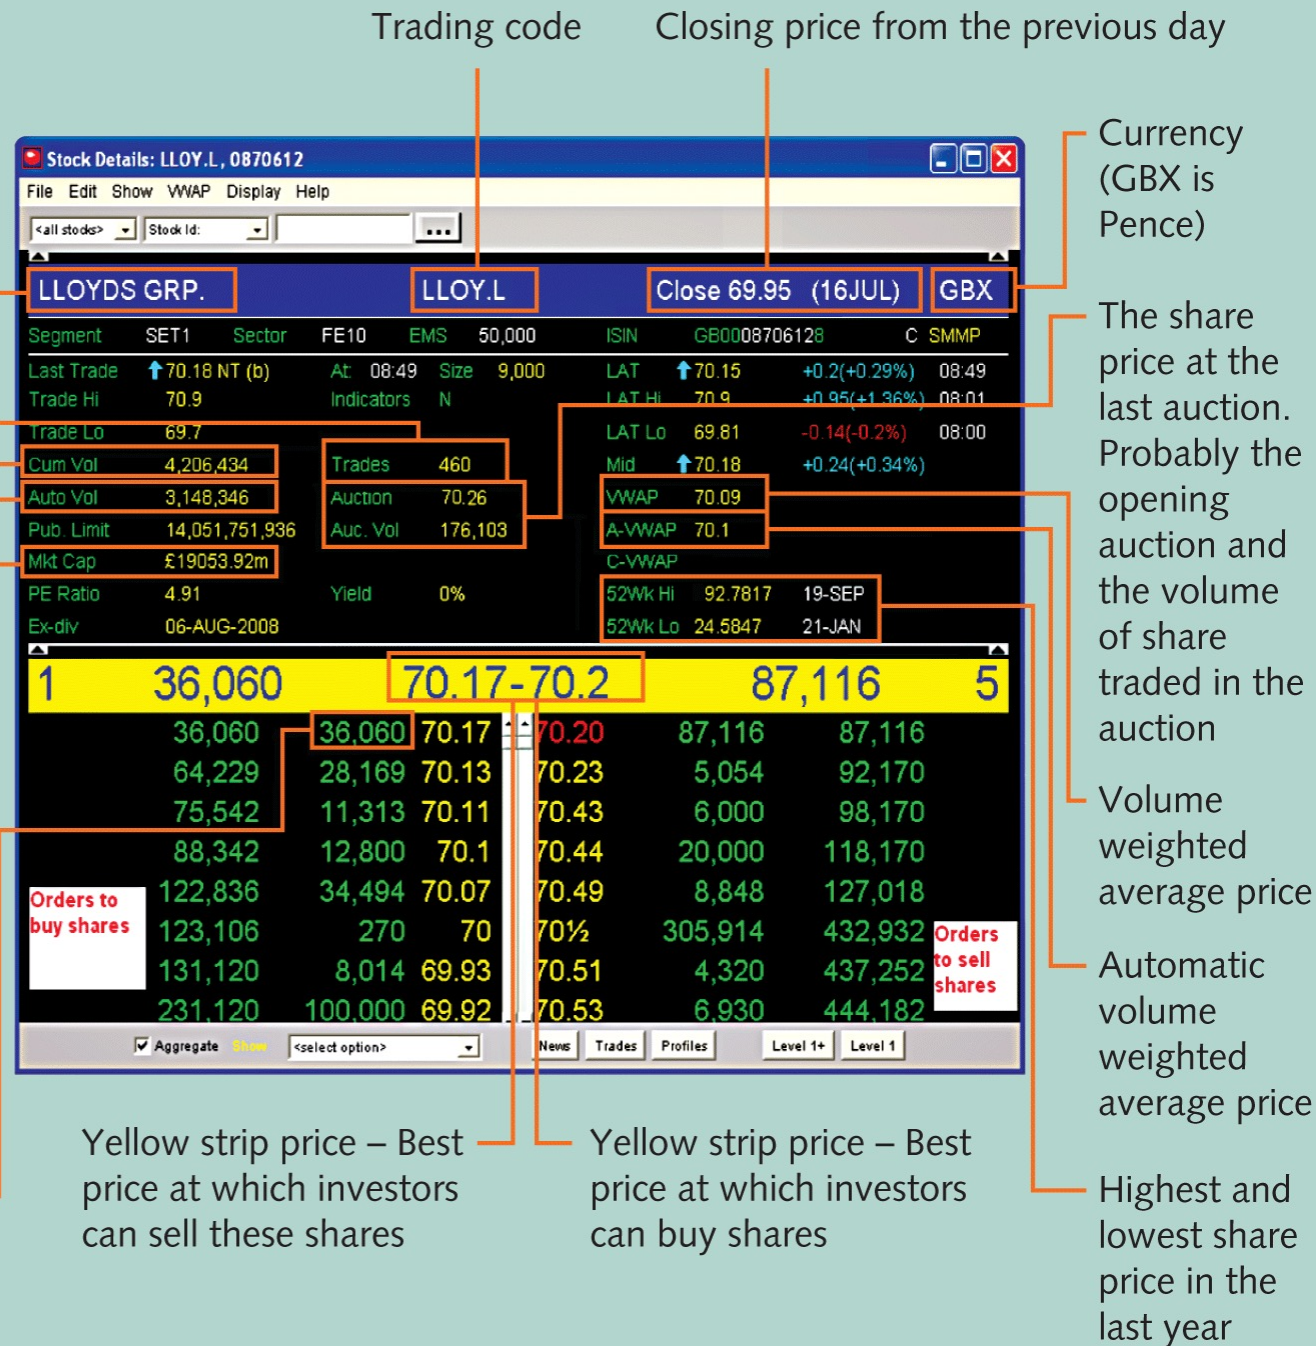 Trading code
Closing price from the previous day
Currency
(GBX is
Pence)
Stock Details: LLOY.L, 0870612
File Edit Show VWAP Display Help
<all stocks> Stock Id: ...
LLOYDS GRP. LLOY.L Close 69.95 (16JUL) GBX
Segment SET1 Sector FE10 EMS 50,000 ISIN GB0008706128 C SMMP
Last Trade 70.18 NT (b) At 08:49 Size 9,000 LAT 70.15 +0.2(+0.29%) 08:49
Trade Hi 70.9 Indicators N LAT Hi 70.9 +0.95(+1.36%) 08:01
Trade Lo 69.7 LAT Lo 69.81 -0.14(-0.2%) 08:00
Cum Vol 4,206,434 Trades 460 Mid 70.18 +0.24(+0.34%)
Auto Vol 3,148,346 Auction 70.26 VWAP 70.09
Pub. Limit 14,051,751,936 Auc. Vol 176,103 A-VWAP 70.1
Mkt Cap £19053.92m C-VWAP
PE Ratio 4.91 Yield 0% 52Wk Hi 92.7817 19-SEP
Ex-div 06-AUG-2008 52Wk Lo 24.5847 21-JAN
1 36,060 70.17-70.2 87,116 5
36,060 36,060 70.17 70.20 87,116 87,116
64,229 28,169 70.13 70.23 5,054 92,170
75,542 11,313 70.11 70.43 6,000 98,170
88,342 12,800 70.1 70.44 20,000 118,170
122,836 34,494 70.07 70.49 8,848 127,018
123,106 270 70 70½ 305,914 432,932
131,120 8,014 69.93 70.51 4,320 437,252
231,120 100,000 69.92 70.53 6,930 444,182
Orders to
buy shares
Orders
to sell
shares
Aggregate Show <select option> News Trades Profiles Level 1+ Level 1
The share
price at the
last auction.
Probably the
opening
auction and
the volume
of share
traded in the
auction
Volume
weighted
average price
Automatic
volume
weighted
average price
Highest and
lowest share
price in the
last year
Yellow strip price – Best
price at which investors
can sell these shares
Yellow strip price – Best
price at which investors
can buy shares